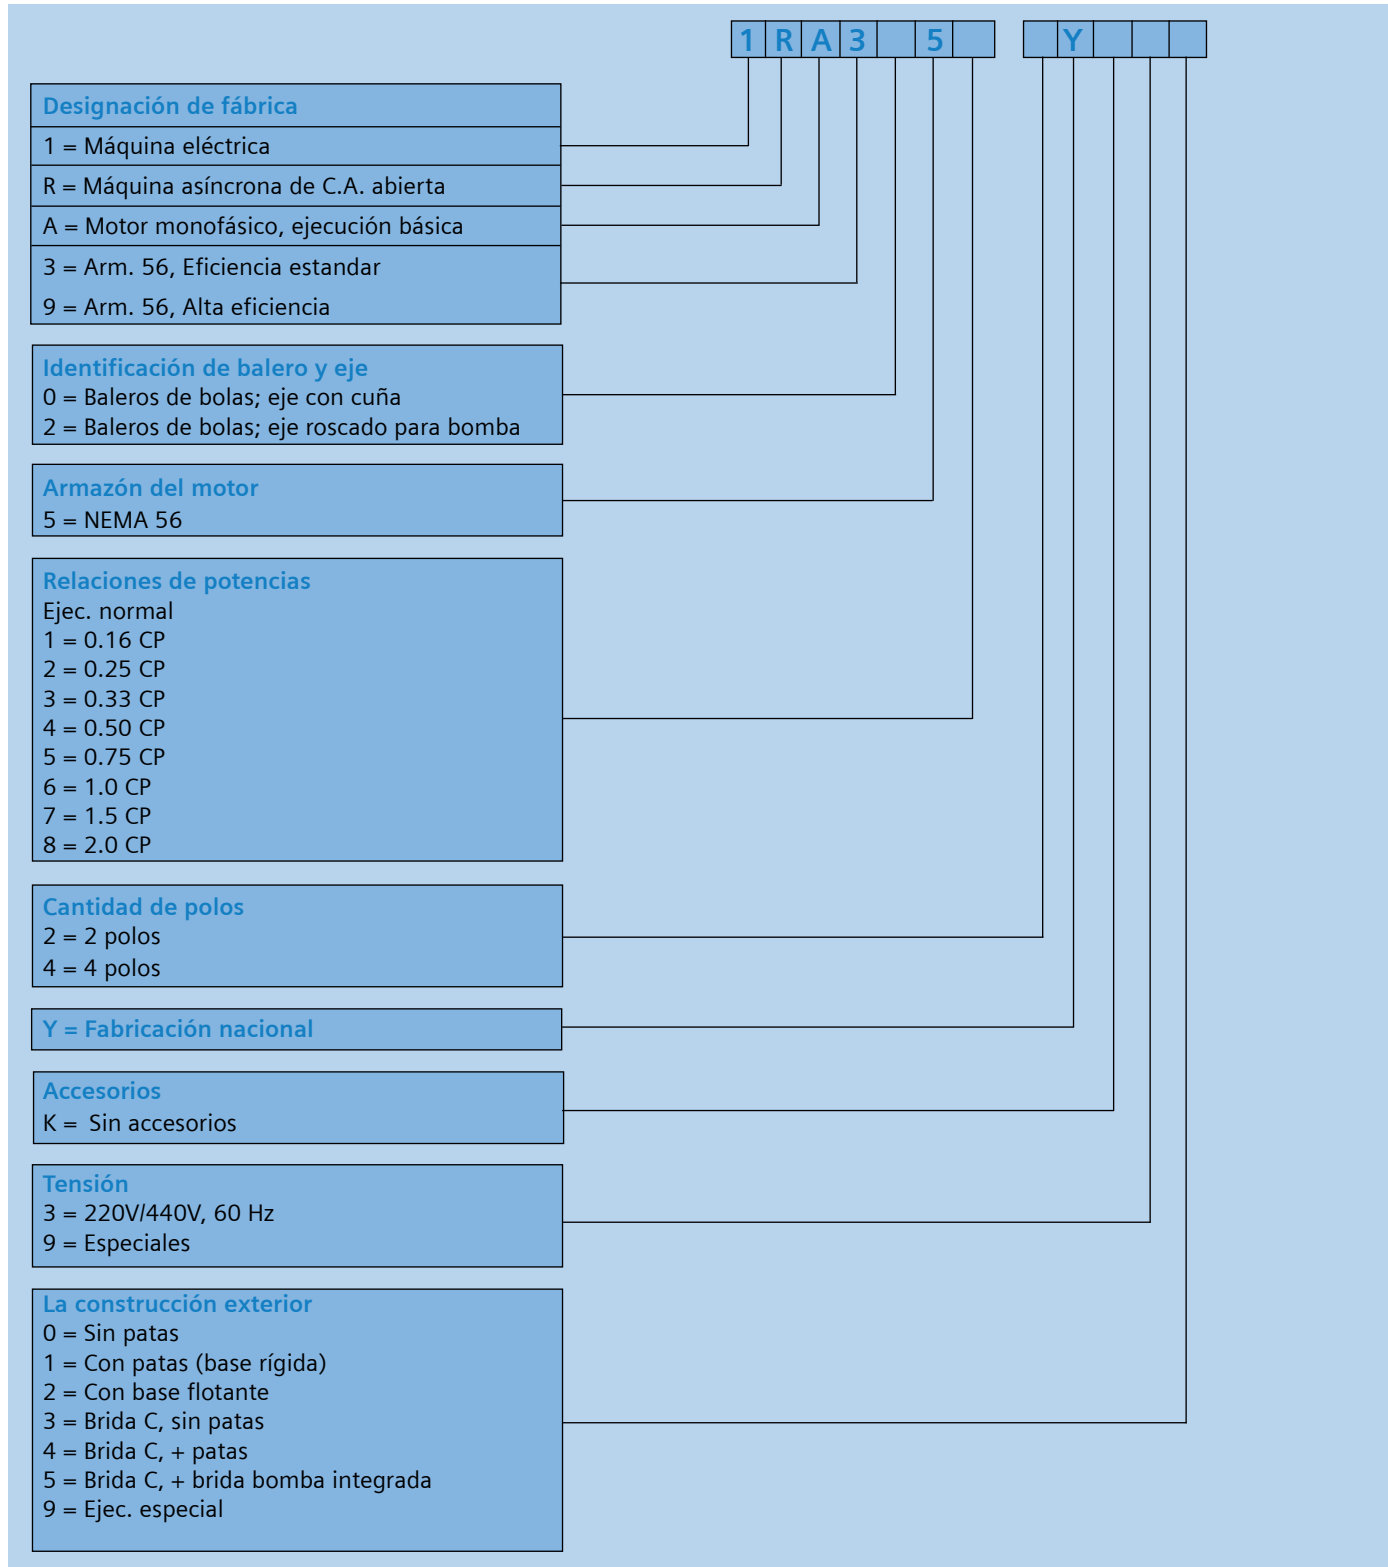 1 R A 3 5 Y
Designación de fábrica
1 = Máquina eléctrica
R = Máquina asíncrona de C.A. abierta
A = Motor monofásico, ejecución básica
3 = Arm. 56, Eficiencia estandar
9 = Arm. 56, Alta eficiencia
Identificación de balero y eje
0 = Baleros de bolas; eje con cuña
2 = Baleros de bolas; eje roscado para bomba
Armazón del motor
5 = NEMA 56
Relaciones de potencias
Ejec. normal
1 = 0.16 CP
2 = 0.25 CP
3 = 0.33 CP
4 = 0.50 CP
5 = 0.75 CP
6 = 1.0 CP
7 = 1.5 CP
8 = 2.0 CP
Cantidad de polos
2 = 2 polos
4 = 4 polos
Y = Fabricación nacional
Accesorios
K = Sin accesorios
Tensión
3 = 220V/440V, 60 Hz
9 = Especiales
La construcción exterior
0 = Sin patas
1 = Con patas (base rígida)
2 = Con base flotante
3 = Brida C, sin patas
4 = Brida C, + patas
5 = Brida C, + brida bomba integrada
9 = Ejec. especial